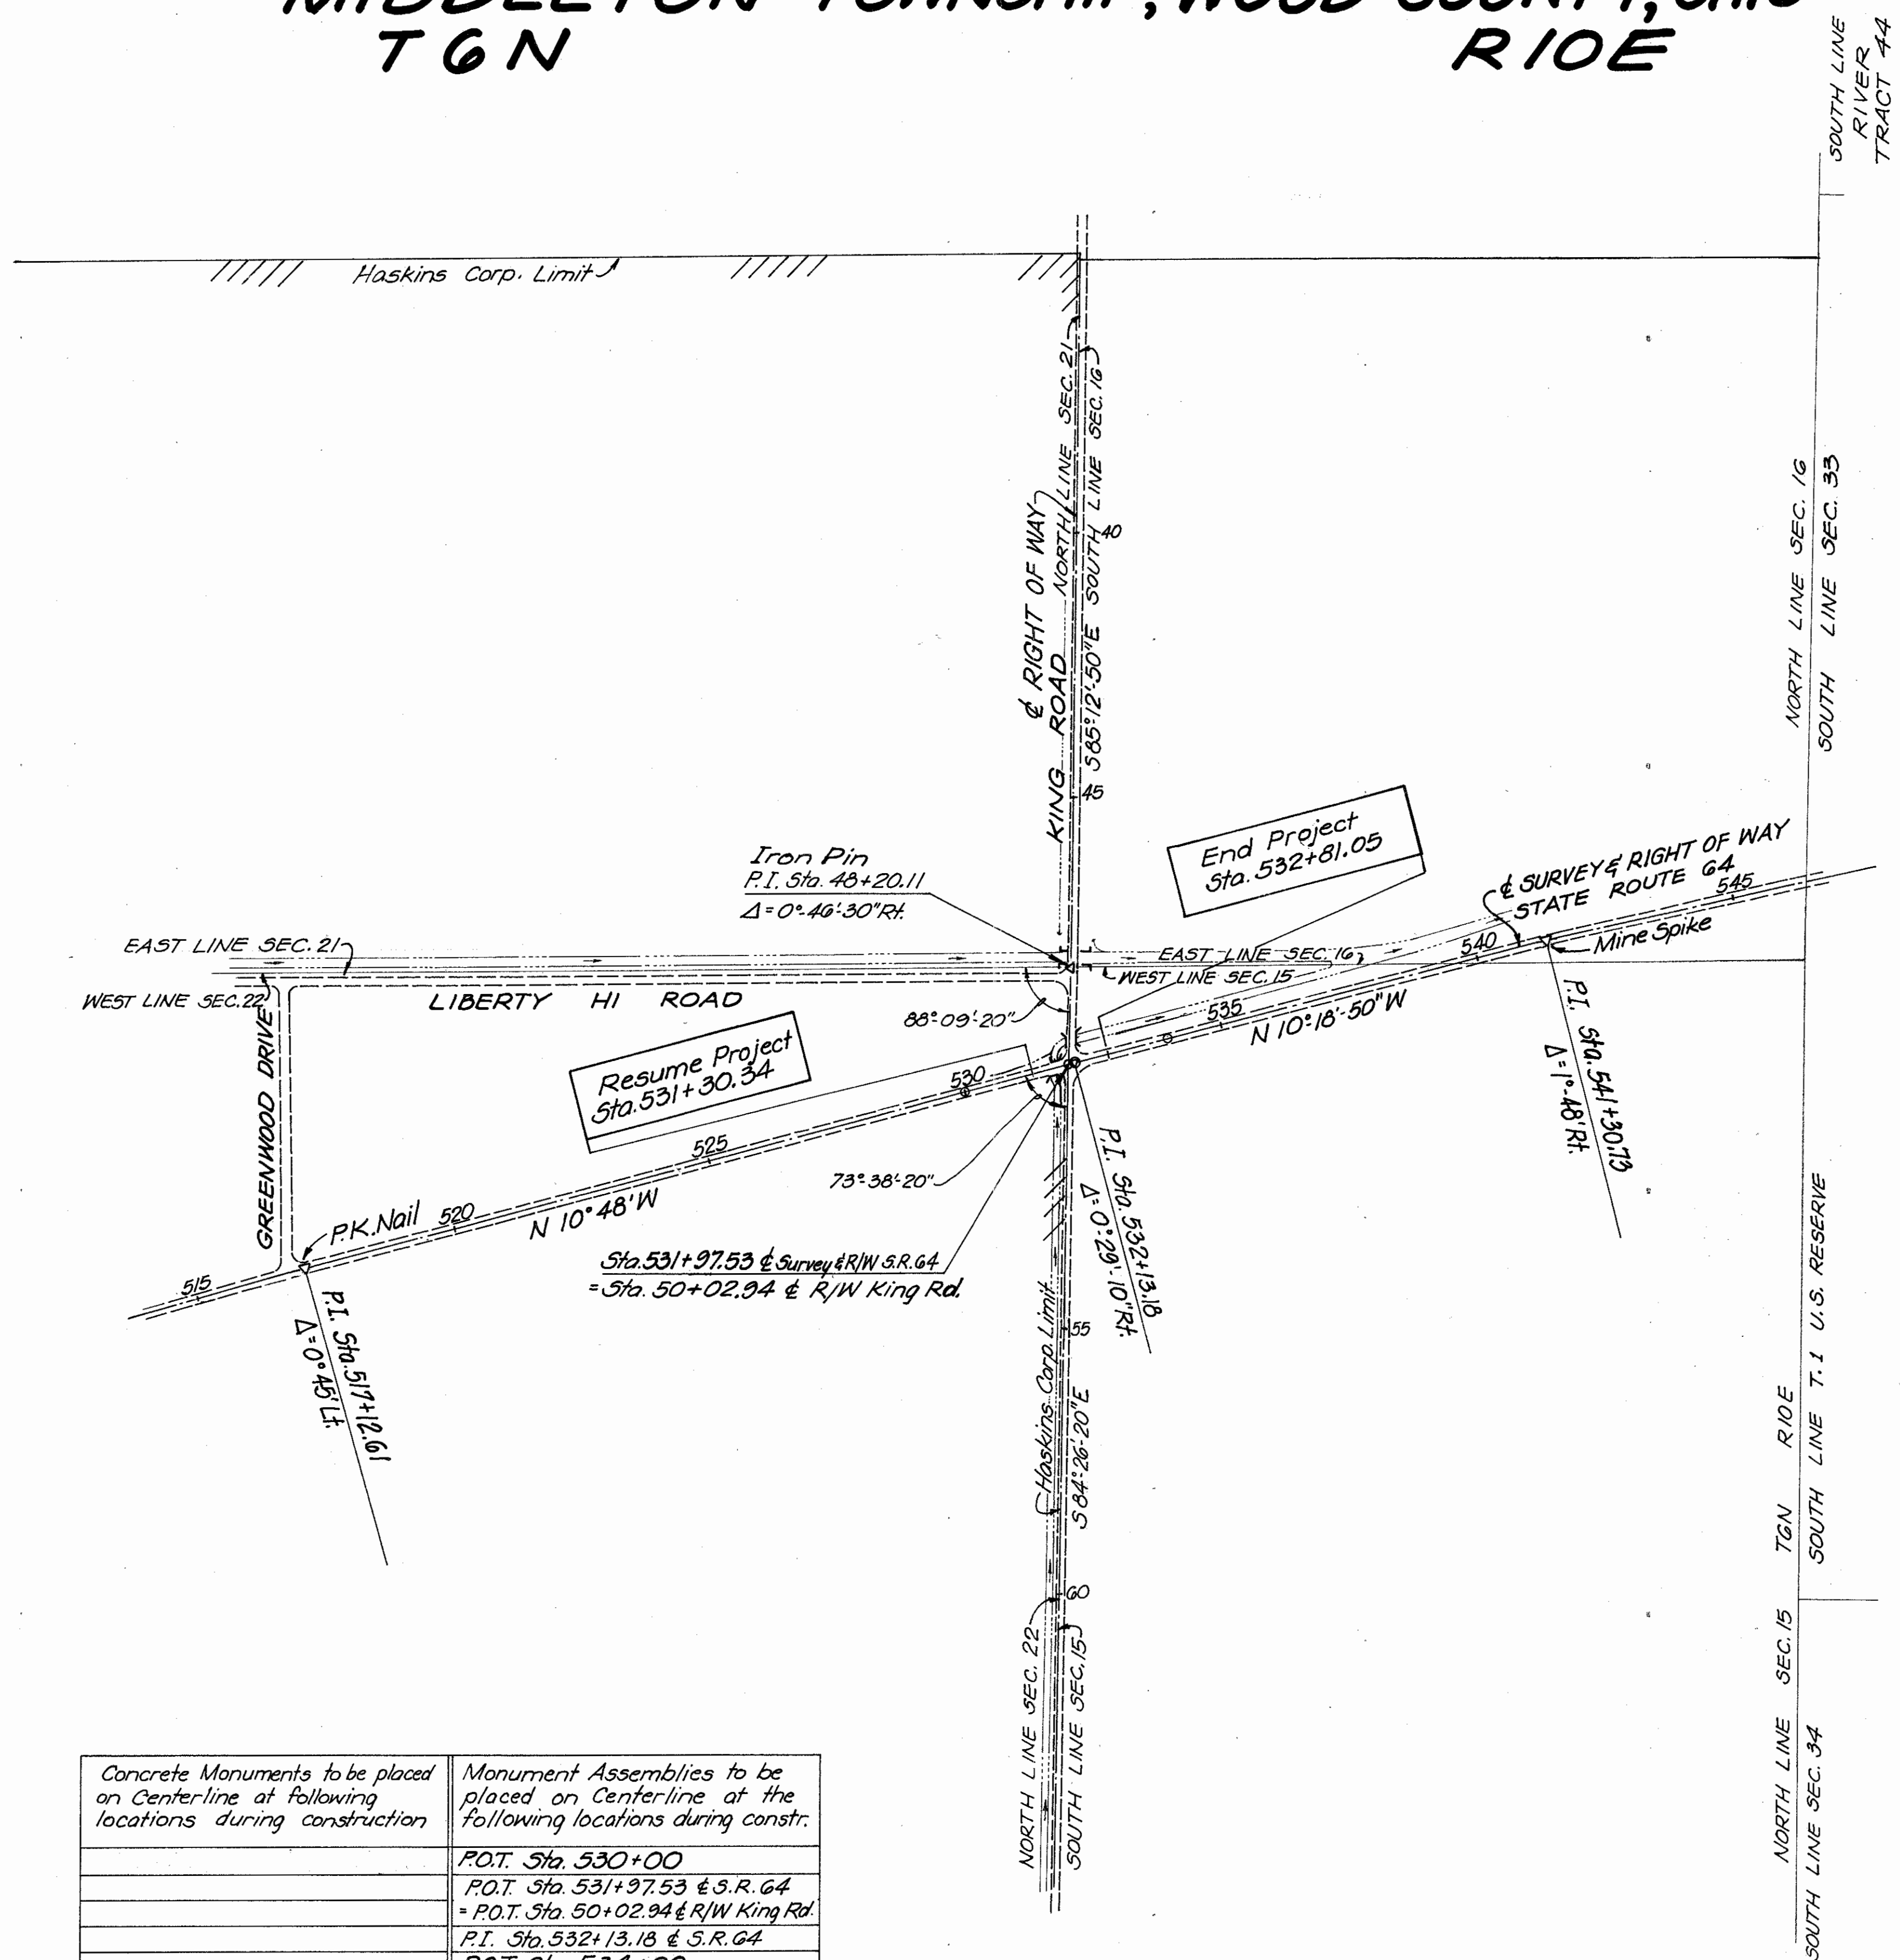 MIDDLETON TOWNSHIP, WOOD COUNTY, OHIO
T6N
R10E
SOUTH LINE
RIVER
TRACT 44
Haskins Corp. Limit
NORTH LINE SEC. 21
SOUTH LINE SEC. 16
℄ RIGHT OF WAY
KING ROAD
S85°-12'-50"E
40
45
NORTH LINE SEC. 16
SOUTH LINE SEC. 33
Iron Pin
P.I. Sta. 48+20.11
Δ=0°-46'-30"Rt.
End Project
Sta. 532+81.05
℄ SURVEY & RIGHT OF WAY
STATE ROUTE 64
545
540
Mine Spike
EAST LINE SEC. 21
WEST LINE SEC. 22
LIBERTY HI ROAD
EAST LINE SEC. 16
WEST LINE SEC. 15
88°-09'-20"
535
N 10°-18'-50"W
P.I. Sta. 541+30.73
Δ=1°-48'Rt.
GREENWOOD DRIVE
Resume Project
Sta. 531+30.34
530
525
73°-38'-20"
P.K. Nail
520
N 10°48'W
515
P.I. Sta. 517+12.61
Δ=0°45'Lt.
Sta. 531+97.53 ℄ Survey & R/W S.R. 64
= Sta. 50+02.94 ℄ R/W King Rd.
P.I. Sta. 532+13.18
Δ=0°-29'-10"Rt.
Haskins Corp. Limit
55
S84°-26'-20"E
60
NORTH LINE SEC. 22
SOUTH LINE SEC. 15
NORTH LINE SEC. 15 T6N R10E
SOUTH LINE T.1 U.S. RESERVE
SOUTH LINE SEC. 34
Concrete Monuments to be placed
on Centerline at following
locations during construction
Monument Assemblies to be
placed on Centerline at the
following locations during constr.
P.O.T. Sta. 530+00
P.O.T. Sta. 531+97.53 ℄ S.R. 64
= P.O.T. Sta. 50+02.94 ℄ R/W King Rd.
P.I. Sta. 532+13.18 ℄ S.R. 64